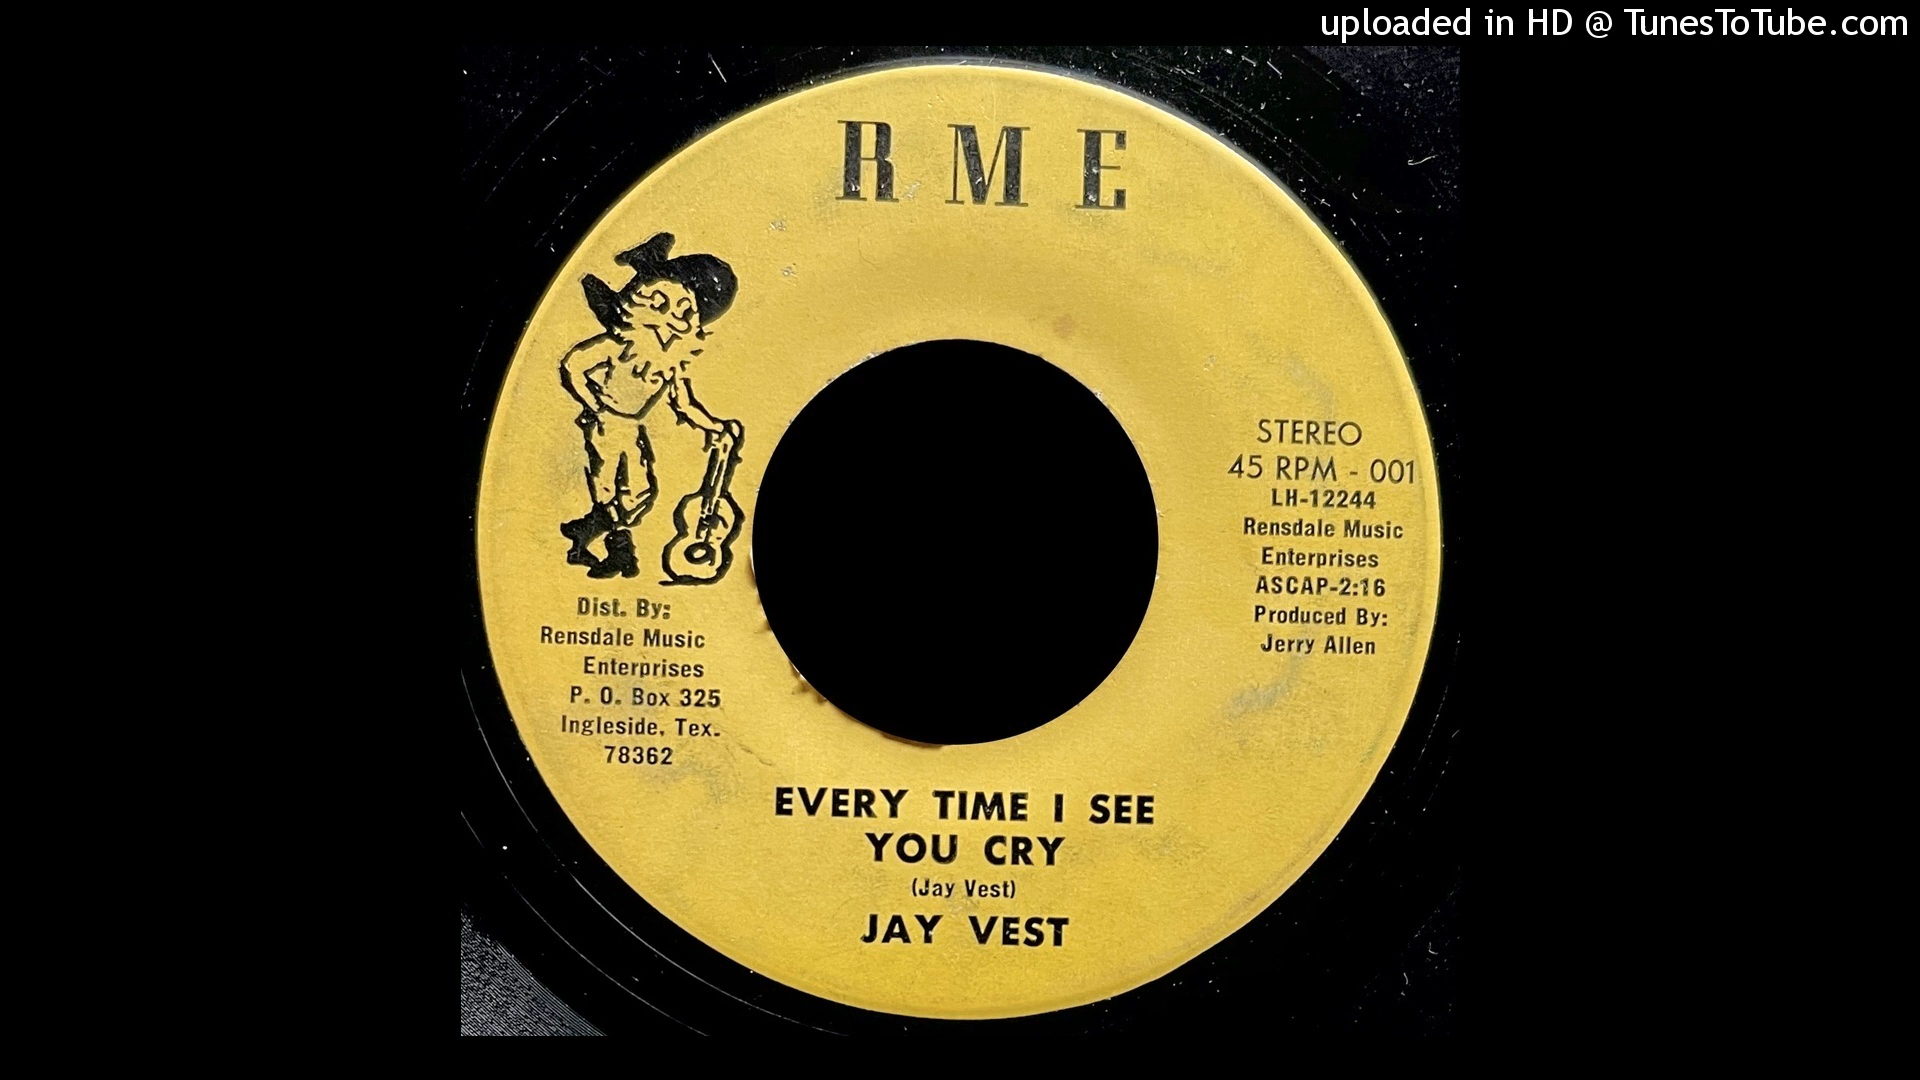 uploaded in HD @ TunesToTube.com
R M E
STEREO
45 RPM - 001
LH-12244
Rensdale Music
Enterprises
ASCAP-2:16
Produced By:
Jerry Allen
Dist. By:
Rensdale Music
Enterprises
P. O. Box 325
Ingleside, Tex.
78362
EVERY TIME I SEE
YOU CRY
(Jay Vest)
JAY VEST